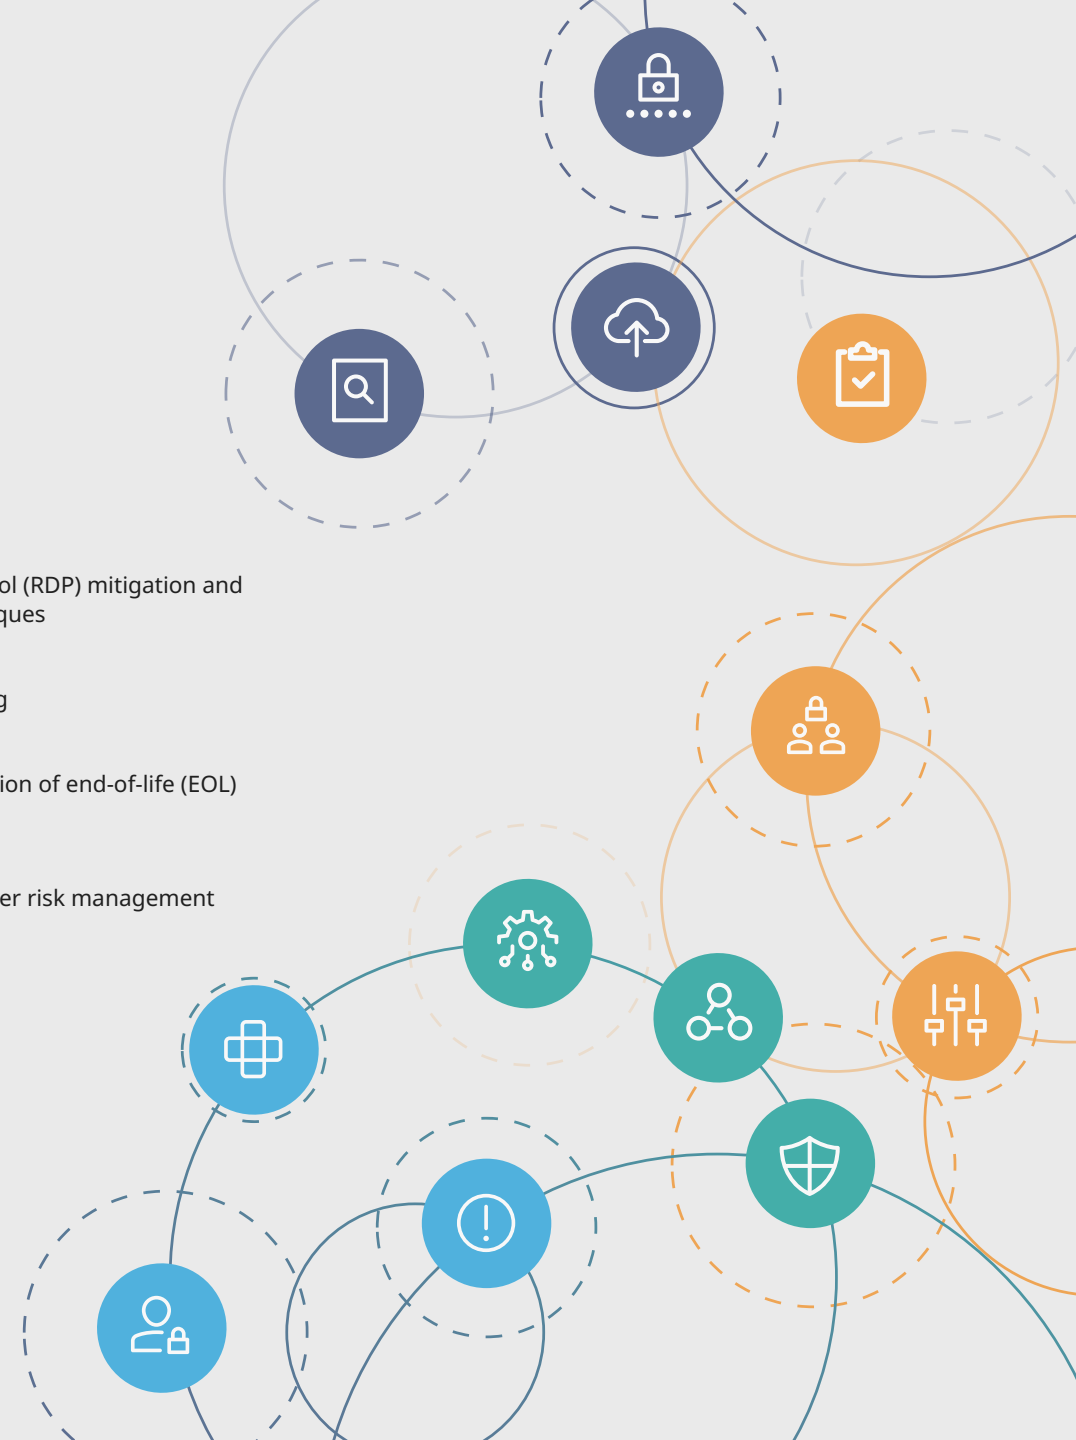 ol (RDP) mitigation and
ques
g
ion of end-of-life (EOL)
er risk management